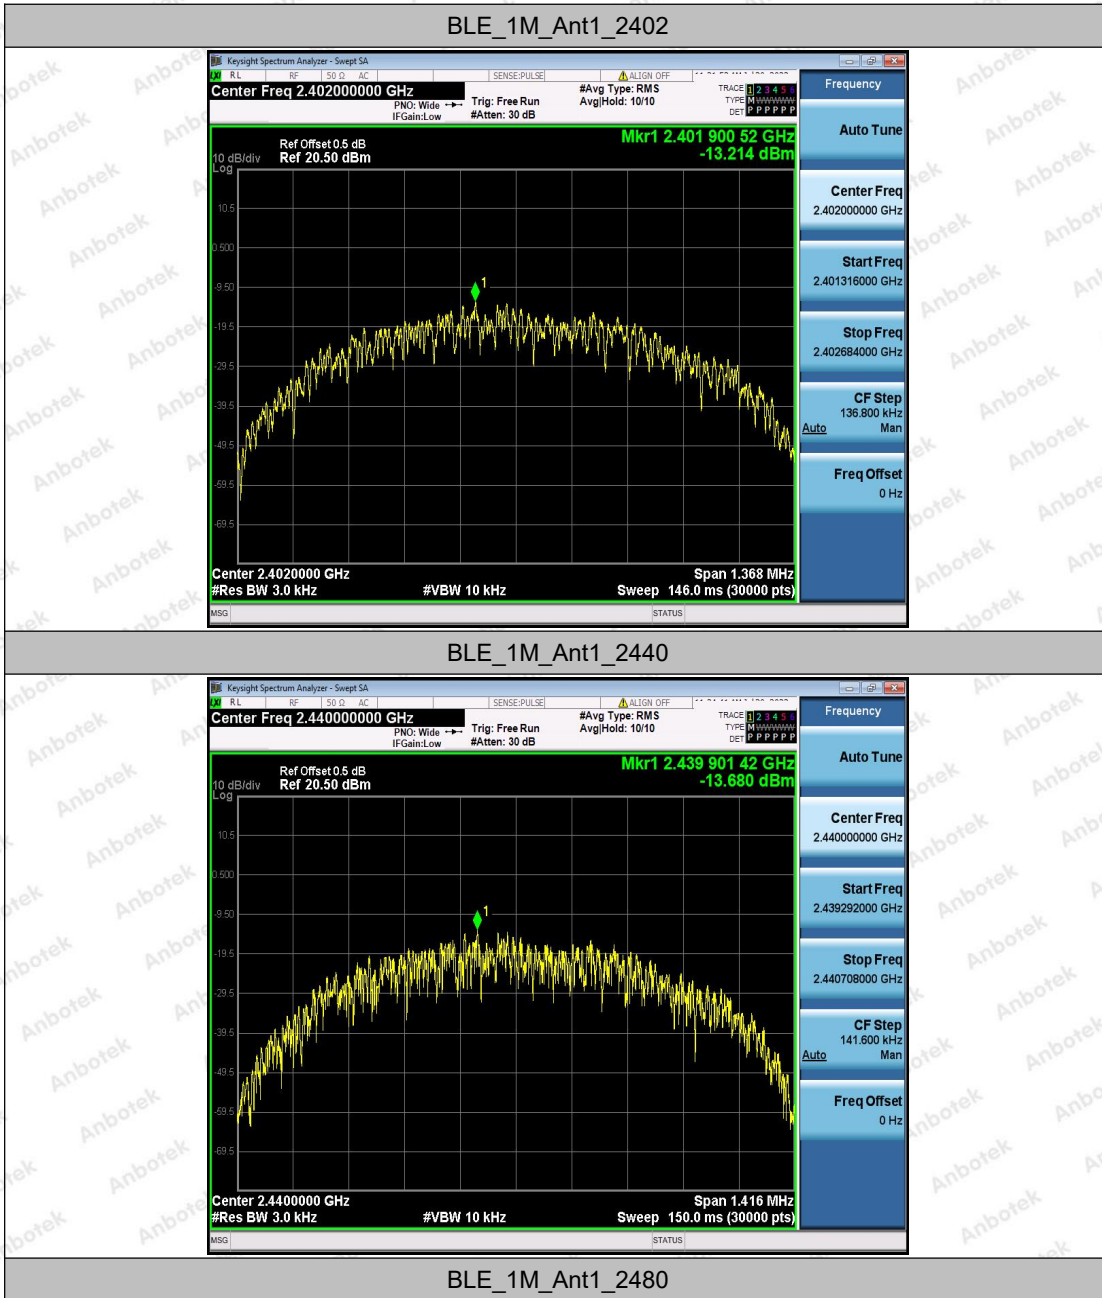 BLE_1M_Ant1_2402
Keysight Spectrum Analyzer - Swept SA
RL RF 50 Ω AC SENSE:PULSE ALIGN OFF
Center Freq 2.402000000 GHz
PNO: Wide
IFGain:Low
Trig: Free Run
#Atten: 30 dB
#Avg Type: RMS
Avg|Hold: 10/10
TRACE 1 2 3 4 5 6
TYPE M WWWWW
DET P P P P P P
Mkr1 2.401 900 52 GHz
-13.214 dBm
Ref Offset 0.5 dB
10 dB/div Ref 20.50 dBm
Log
10.5
0.500
-9.50
-19.5
-29.5
-39.5
-49.5
-59.5
-69.5
Center 2.4020000 GHz Span 1.368 MHz
#Res BW 3.0 kHz #VBW 10 kHz Sweep 146.0 ms (30000 pts)
MSG STATUS
Frequency
Auto Tune
Center Freq
2.402000000 GHz
Start Freq
2.401316000 GHz
Stop Freq
2.402684000 GHz
CF Step
136.800 kHz
Auto Man
Freq Offset
0 Hz
BLE_1M_Ant1_2440
Keysight Spectrum Analyzer - Swept SA
RL RF 50 Ω AC SENSE:PULSE ALIGN OFF
Center Freq 2.440000000 GHz
PNO: Wide
IFGain:Low
Trig: Free Run
#Atten: 30 dB
#Avg Type: RMS
Avg|Hold: 10/10
TRACE 1 2 3 4 5 6
TYPE M WWWWW
DET P P P P P P
Mkr1 2.439 901 42 GHz
-13.680 dBm
Ref Offset 0.5 dB
10 dB/div Ref 20.50 dBm
Log
10.5
0.500
-9.50
-19.5
-29.5
-39.5
-49.5
-59.5
-69.5
Center 2.4400000 GHz Span 1.416 MHz
#Res BW 3.0 kHz #VBW 10 kHz Sweep 150.0 ms (30000 pts)
MSG STATUS
Frequency
Auto Tune
Center Freq
2.440000000 GHz
Start Freq
2.439292000 GHz
Stop Freq
2.440708000 GHz
CF Step
141.600 kHz
Auto Man
Freq Offset
0 Hz
BLE_1M_Ant1_2480